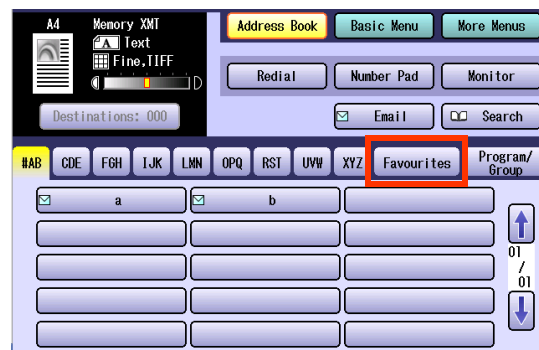 A4 Memory XMT
A Text
Fine,TIFF
D
Destinations: 000
Address Book Basic Menu More Menus
Redial Number Pad Monitor
Email Search
#AB CDE FGH IJK LMN OPQ RST UVW XYZ Favourites Program/
Group
a b
01
/
01